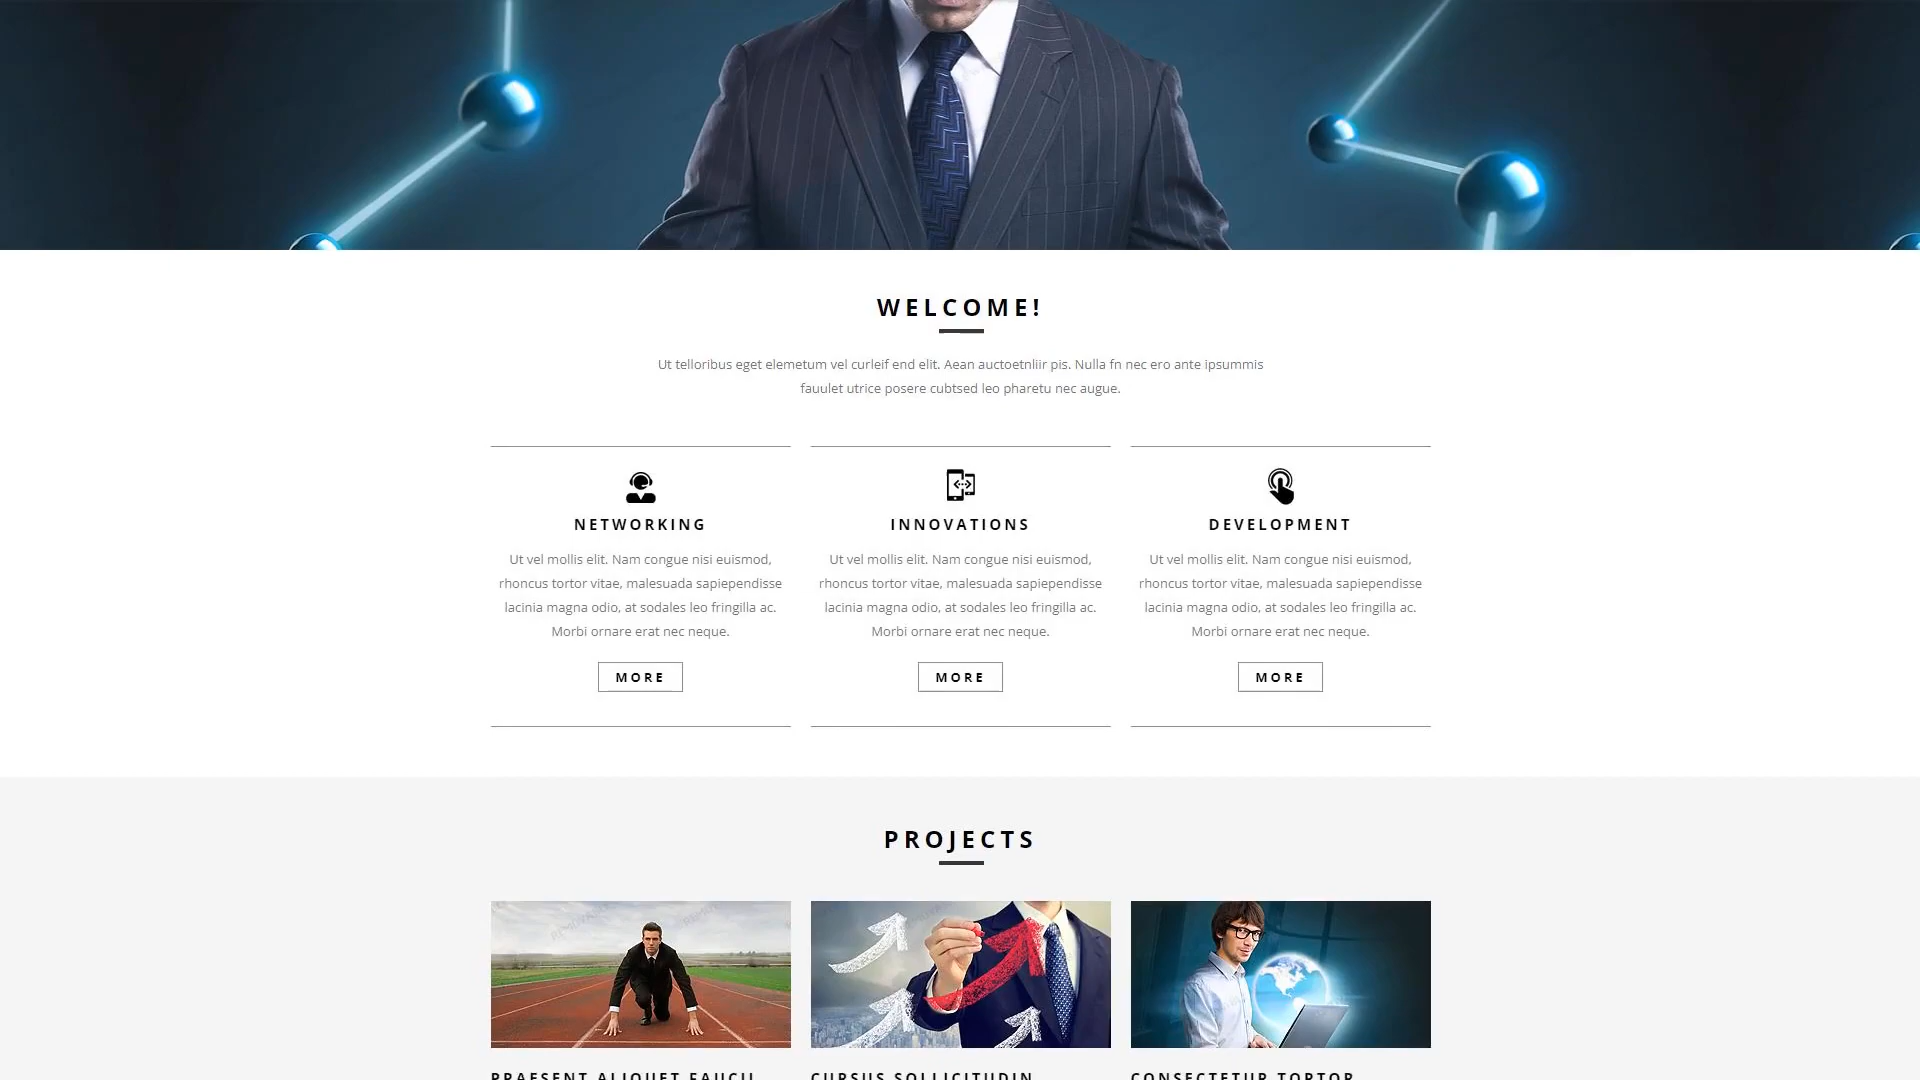 WELCOME!
Ut telloribus eget elemetum vel curleif end elit. Aean auctoetnliir pis. Nulla fn nec ero ante ipsummis
fauulet utrice posere cubtsed leo pharetu nec augue.
NETWORKING
Ut vel mollis elit. Nam congue nisi euismod,
rhoncus tortor vitae, malesuada sapiependisse
lacinia magna odio, at sodales leo fringilla ac.
Morbi ornare erat nec neque.
MORE
INNOVATIONS
Ut vel mollis elit. Nam congue nisi euismod,
rhoncus tortor vitae, malesuada sapiependisse
lacinia magna odio, at sodales leo fringilla ac.
Morbi ornare erat nec neque.
MORE
DEVELOPMENT
Ut vel mollis elit. Nam congue nisi euismod,
rhoncus tortor vitae, malesuada sapiependisse
lacinia magna odio, at sodales leo fringilla ac.
Morbi ornare erat nec neque.
MORE
PROJECTS
PRAESENT ALIQUET FAUCIL
CURSUS SOLLICITUDIN
CONSECTETUR TORTOR